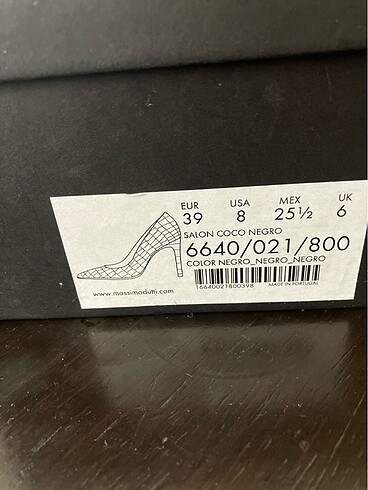 EUR USA MEX UK
39 8 25½ 6
SALON COCO NEGRO
6640/021/800
COLOR NEGRO_NEGRO_NEGRO
16640021800398 MADE IN PORTUGAL
www.massimodutti.com